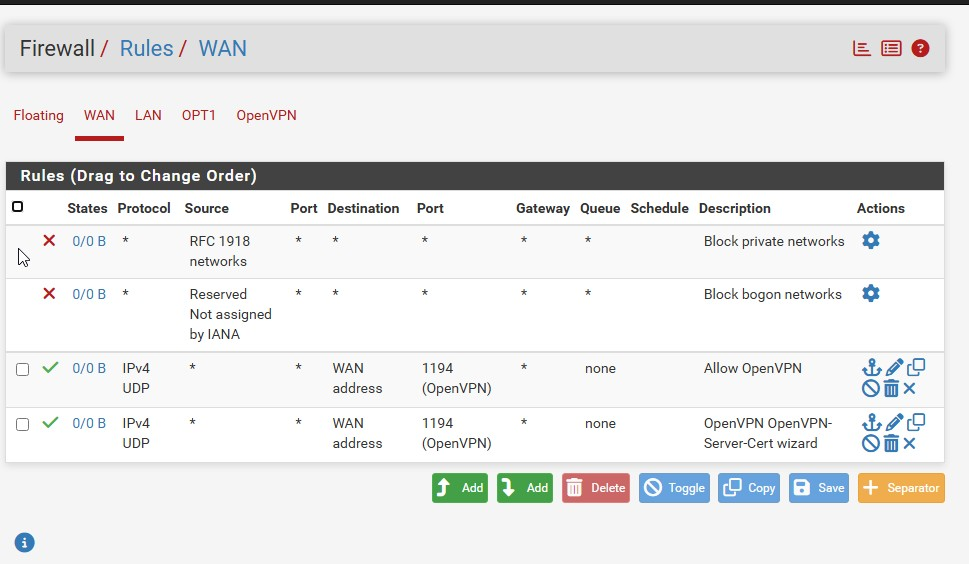 Firewall / Rules / WAN
Floating WAN LAN OPT1 OpenVPN
Rules (Drag to Change Order)
States Protocol Source Port Destination Port Gateway Queue Schedule Description Actions
0/0 B * RFC 1918 * * * * * Block private networks
networks
0/0 B * Reserved * * * * * Block bogon networks
Not assigned
by IANA
0/0 B IPv4 * * WAN 1194 * none Allow OpenVPN
UDP address (OpenVPN)
0/0 B IPv4 * * WAN 1194 * none OpenVPN OpenVPN-
UDP address (OpenVPN) Server-Cert wizard
Add Add Delete Toggle Copy Save Separator